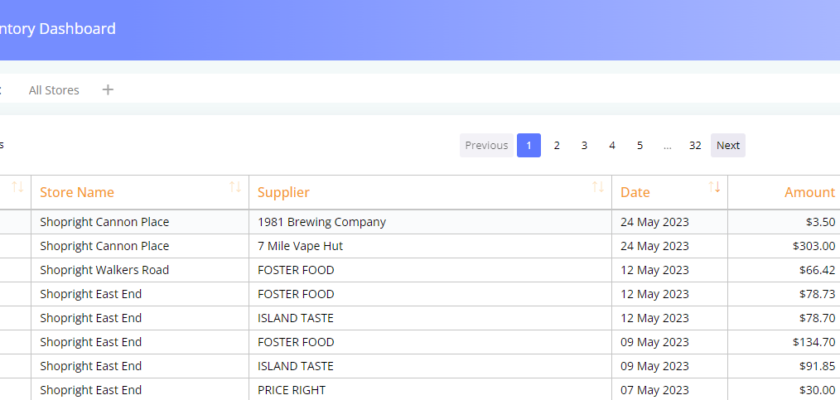 ntory Dashboard
All Stores +
s Previous 1 2 3 4 5 ... 32 Next
Store Name Supplier Date Amount
Shopright Cannon Place 1981 Brewing Company 24 May 2023 $3.50
Shopright Cannon Place 7 Mile Vape Hut 24 May 2023 $303.00
Shopright Walkers Road FOSTER FOOD 12 May 2023 $66.42
Shopright East End FOSTER FOOD 12 May 2023 $78.73
Shopright East End ISLAND TASTE 12 May 2023 $78.70
Shopright East End FOSTER FOOD 09 May 2023 $134.70
Shopright East End ISLAND TASTE 09 May 2023 $91.85
Shopright East End PRICE RIGHT 07 May 2023 $30.00